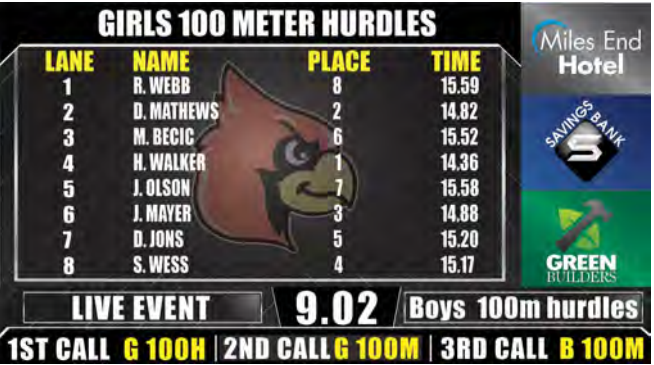 GIRLS 100 METER HURDLES
LANE NAME PLACE TIME
1 R. WEBB 8 15.59
2 D. MATHEWS 2 14.82
3 M. BECIC 6 15.52
4 H. WALKER 1 14.36
5 J. OLSON 7 15.58
6 J. MAYER 3 14.88
7 D. JONS 5 15.20
8 S. WESS 4 15.17
Miles End
Hotel
SAVINGS BANK
S
GREEN
BUILDERS
LIVE EVENT 9.02 Boys 100m hurdles
1ST CALL G 100H 2ND CALL G 100M 3RD CALL B 100M